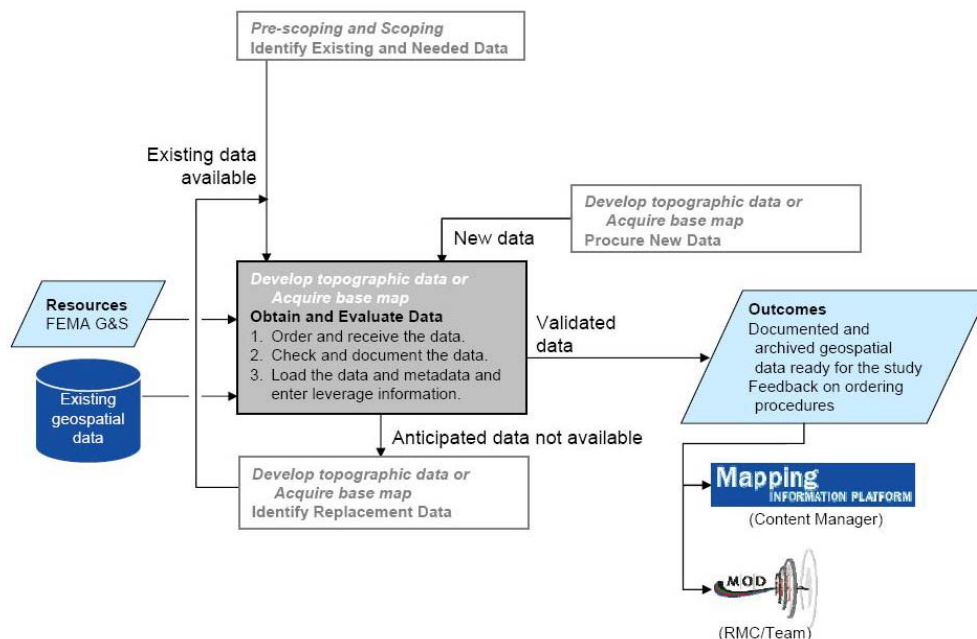 Pre-scoping and Scoping
Identify Existing and Needed Data
Existing data
available
Develop topographic data or
Acquire base map
Procure New Data
New data
Resources
FEMA G&S
Existing
geospatial
data
Develop topographic data or
Acquire base map
Obtain and Evaluate Data
1. Order and receive the data.
2. Check and document the data.
3. Load the data and metadata and
enter leverage information.
Validated
data
Outcomes
Documented and
archived geospatial
data ready for the study
Feedback on ordering
procedures
Anticipated data not available
Develop topographic data or
Acquire base map
Identify Replacement Data
Mapping
INFORMATION PLATFORM
(Content Manager)
MOD
(RMC/Team)